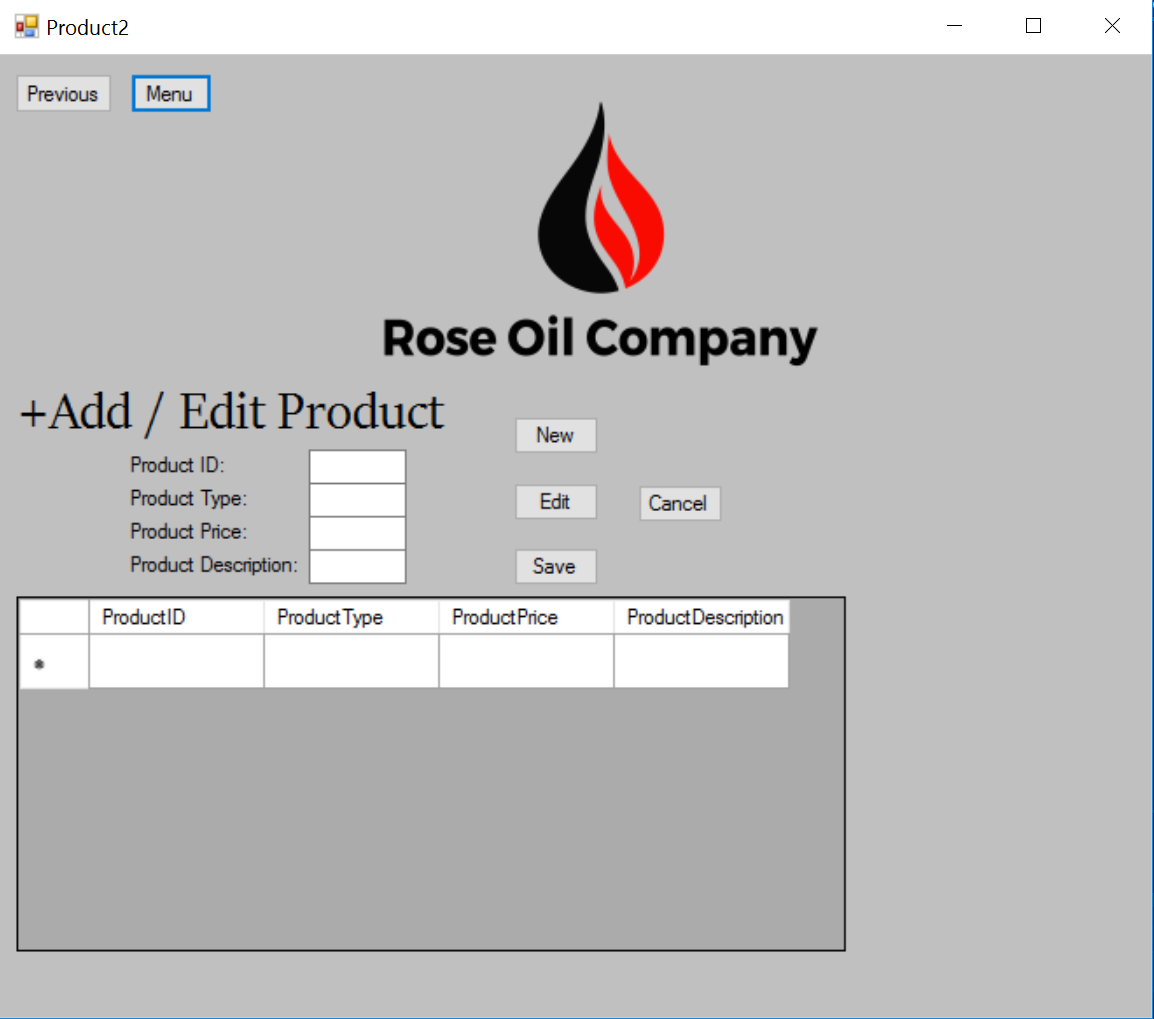 Product2
Previous Menu
Rose Oil Company
+Add / Edit Product
New
Product ID:
Product Type:
Edit Cancel
Product Price:
Product Description:
Save
ProductID ProductType ProductPrice ProductDescription